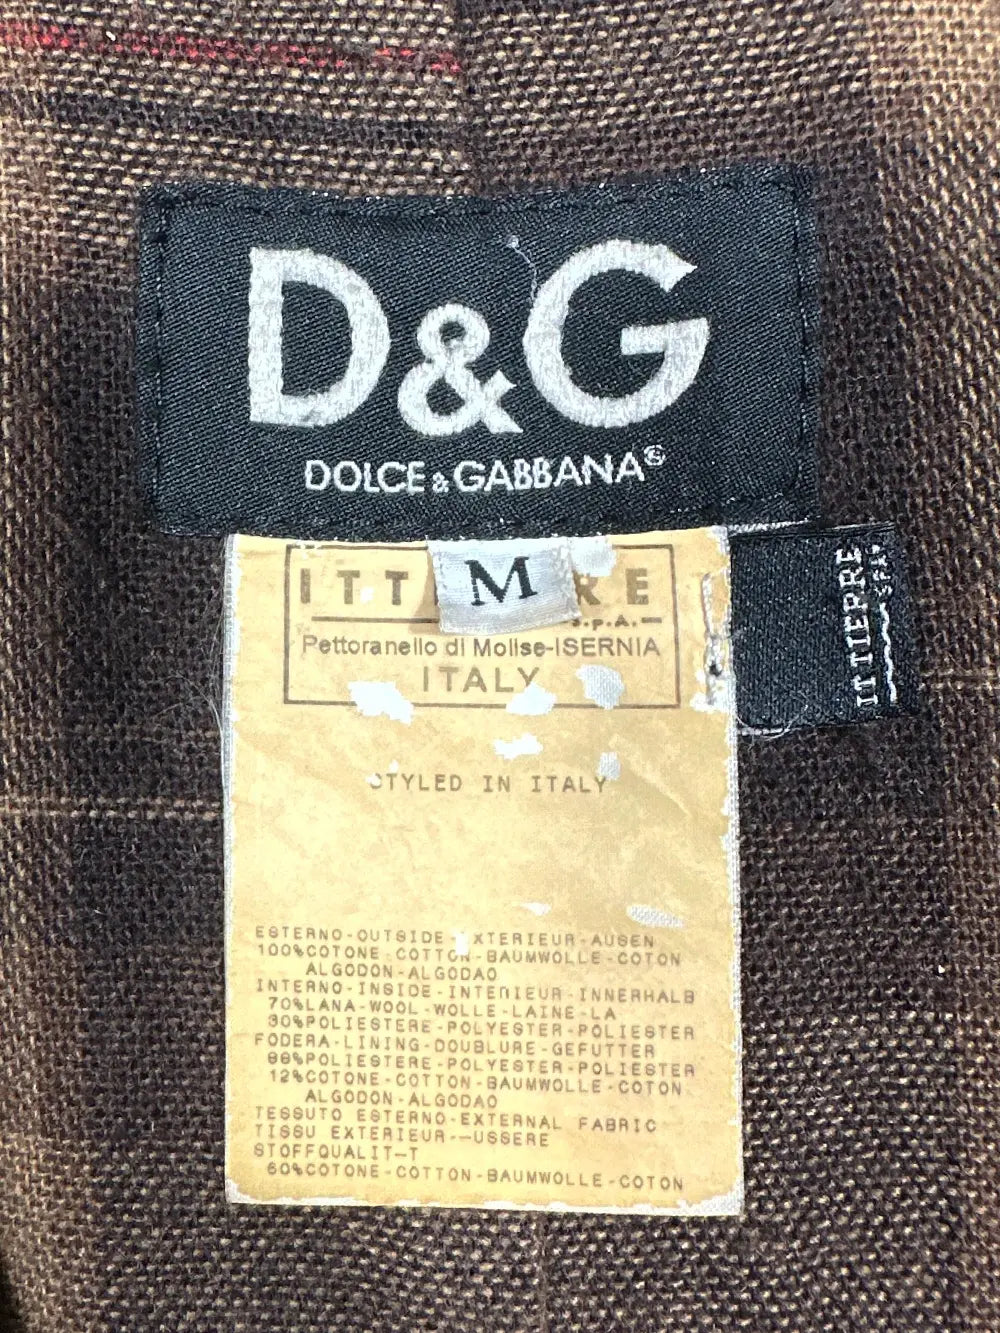 D&G
DOLCE & GABBANA®
M
ITTIERRE
S.P.A.
ITT RE
S.P.A.
Pettoranello di Molise-ISERNIA
ITALY
STYLED IN ITALY
ESTERNO-OUTSIDE-EXTERIEUR-AUSEN
100%COTONE-COTTON-BAUMWOLLE-COTON
ALGODON-ALGODAO
INTERNO-INSIDE-INTERIEUR-INNERHALB
70%LANA-WOOL-WOLLE-LAINE-LA
30%POLIESTERE-POLYESTER-POLIESTER
FODERA-LINING-DOUBLURE-GEFUTTER
88%POLIESTERE-POLYESTER-POLIESTER
12%COTONE-COTTON-BAUMWOLLE-COTON
ALGODON-ALGODAO
TESSUTO ESTERNO-EXTERNAL FABRIC
TISSU EXTERIEUR--USSERE
STOFFQUALIT-T
60%COTONE-COTTON-BAUMWOLLE-COTON